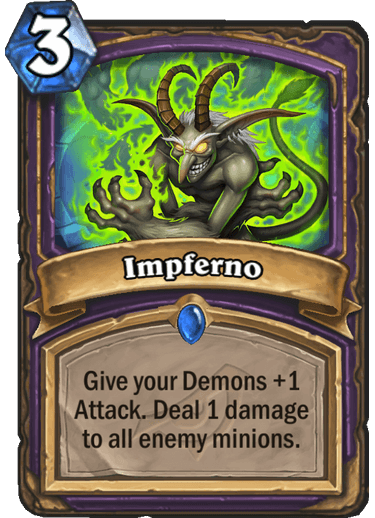 3
Impferno
Give your Demons +1
Attack. Deal 1 damage
to all enemy minions.